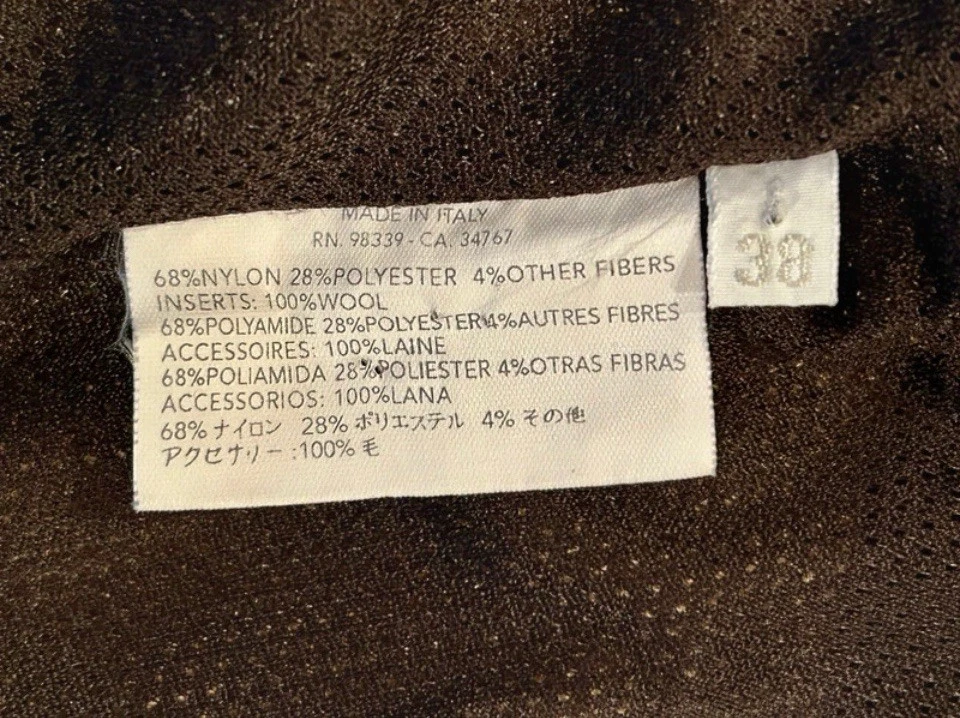 MADE IN ITALY
RN. 98339 - CA. 34767
68%NYLON 28%POLYESTER 4%OTHER FIBERS
INSERTS: 100%WOOL
68%POLYAMIDE 28%POLYESTER 4%AUTRES FIBRES
ACCESSOIRES: 100%LAINE
68%POLIAMIDA 28%POLIESTER 4%OTRAS FIBRAS
ACCESSORIOS: 100%LANA
68% ナイロン 28% ポリエステル 4% その他
アクセサリー :100% 毛
38